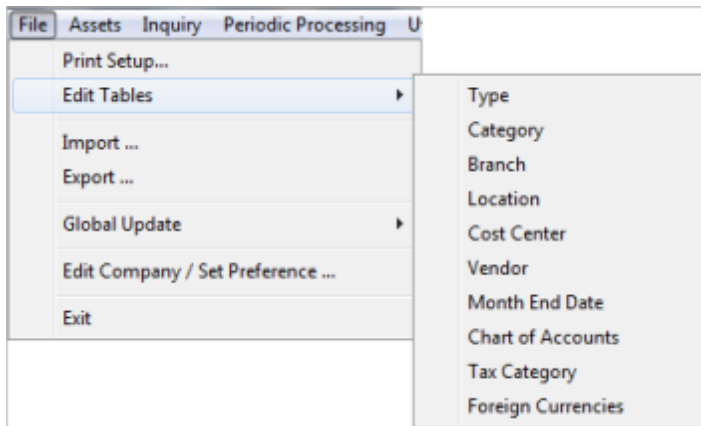 File Assets Inquiry Periodic Processing
Print Setup...
Edit Tables
Import ...
Export ...
Global Update
Edit Company / Set Preference ...
Exit
Type
Category
Branch
Location
Cost Center
Vendor
Month End Date
Chart of Accounts
Tax Category
Foreign Currencies